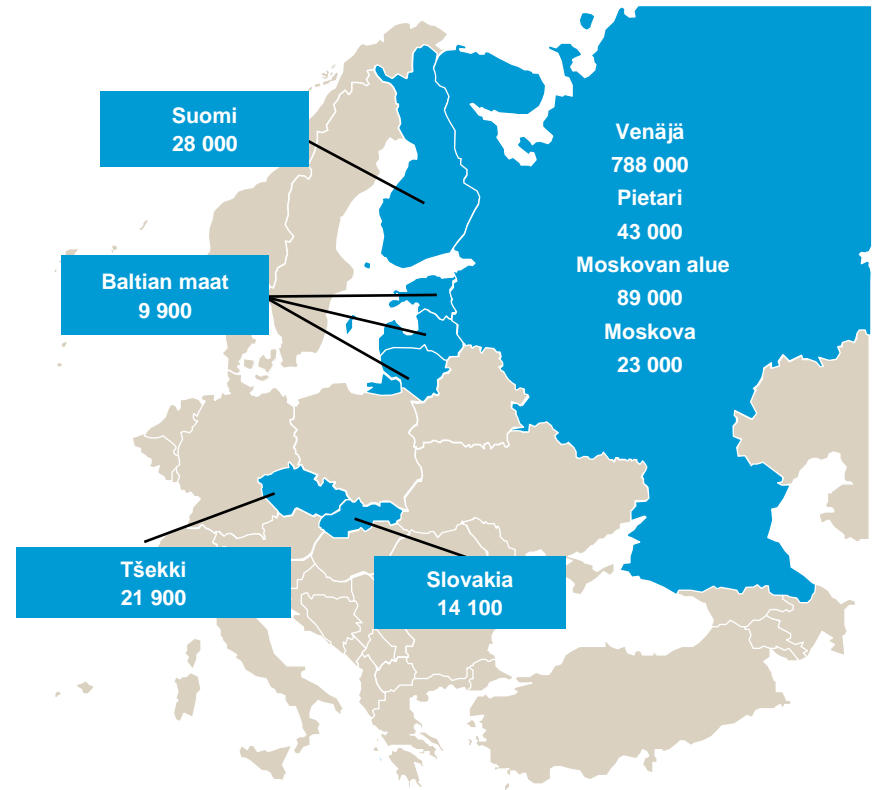 Suomi
28 000
Venäjä
788 000
Pietari
43 000
Moskovan alue
89 000
Moskova
23 000
Baltian maat
9 900
Tšekki
21 900
Slovakia
14 100